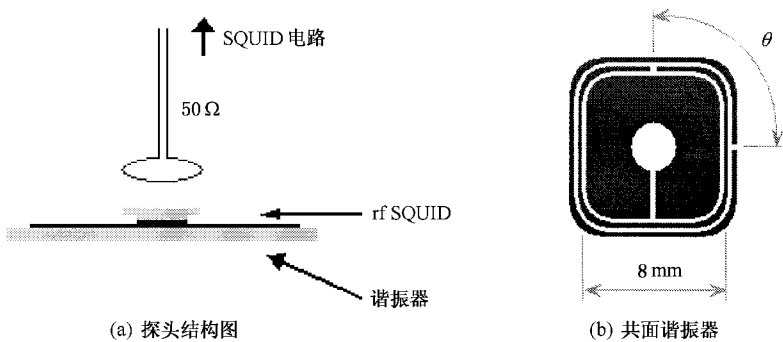 SQUID 电路
50 Ω
rf SQUID
谐振器
(a) 探头结构图
θ
8 mm
(b) 共面谐振器